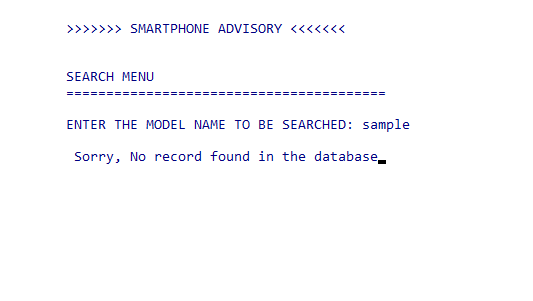 >>>>>>> SMARTPHONE ADVISORY <<<<<<<
SEARCH MENU
========================================
ENTER THE MODEL NAME TO BE SEARCHED: sample
Sorry, No record found in the database